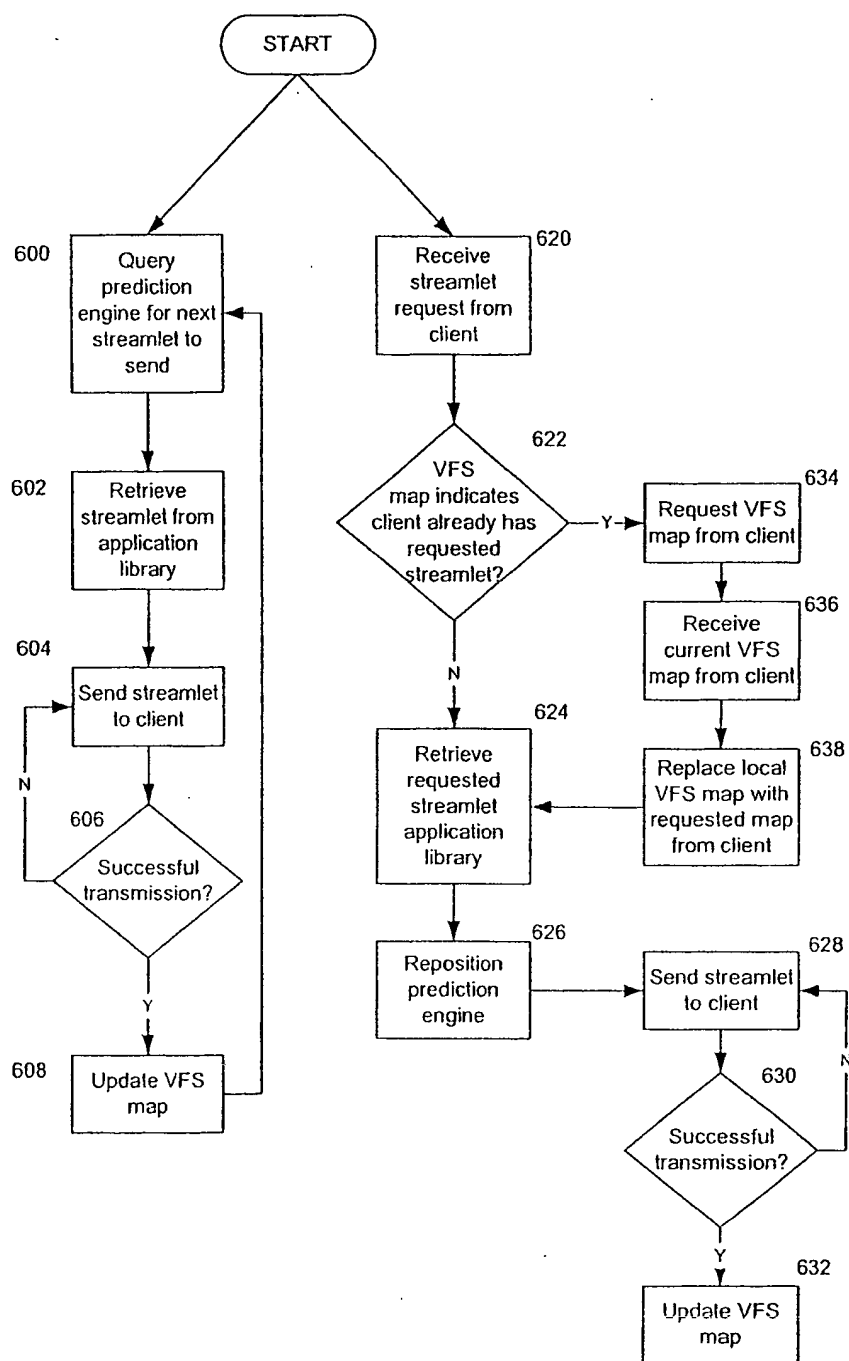 START
600
Query
prediction
engine for next
streamlet to
send
602
Retrieve
streamlet from
application
library
604
Send streamlet
to client
N
606
Successful
transmission?
Y
608
Update VFS
map
620
Receive
streamlet
request from
client
622
VFS
map indicates
client already has
requested
streamlet?
Y
N
634
Request VFS
map from client
636
Receive
current VFS
map from client
638
Replace local
VFS map with
requested map
from client
624
Retrieve
requested
streamlet
application
library
626
Reposition
prediction
engine
628
Send streamlet
to client
N
630
Successful
transmission?
Y
632
Update VFS
map